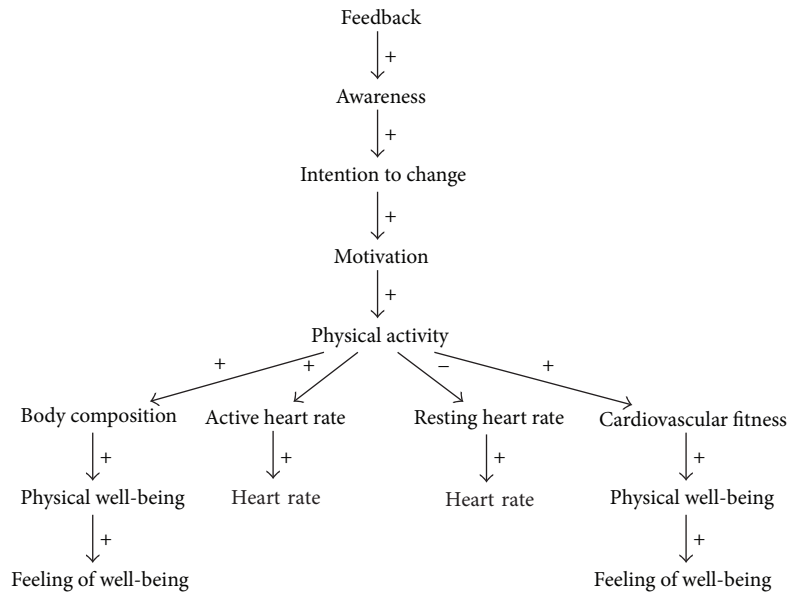 Feedback
+
Awareness
+
Intention to change
+
Motivation
+
Physical activity
+ + − +
Body composition Active heart rate Resting heart rate Cardiovascular fitness
+ + + +
Physical well-being Heart rate Heart rate Physical well-being
+ +
Feeling of well-being Feeling of well-being